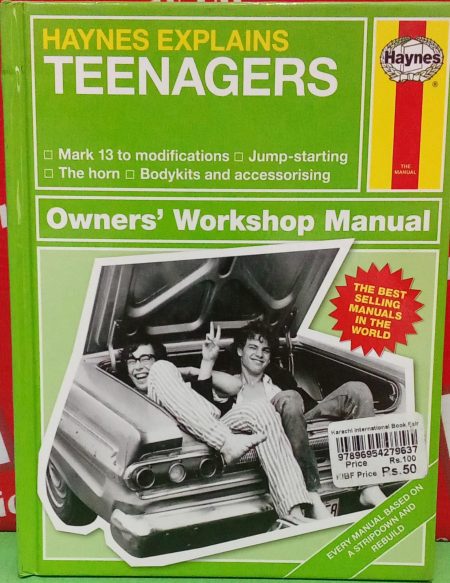 HAYNES EXPLAINS
TEENAGERS
Haynes
®
THE
MANUAL
□ Mark 13 to modifications □ Jump-starting
□ The horn □ Bodykits and accessorising
Owners' Workshop Manual
THE BEST
SELLING
MANUALS
IN THE
WORLD
Karachi International Book Fair
97896954279637
Price Rs.100
KIBF Price Rs.50
EVERY MANUAL BASED ON
A STRIPDOWN AND
REBUILD